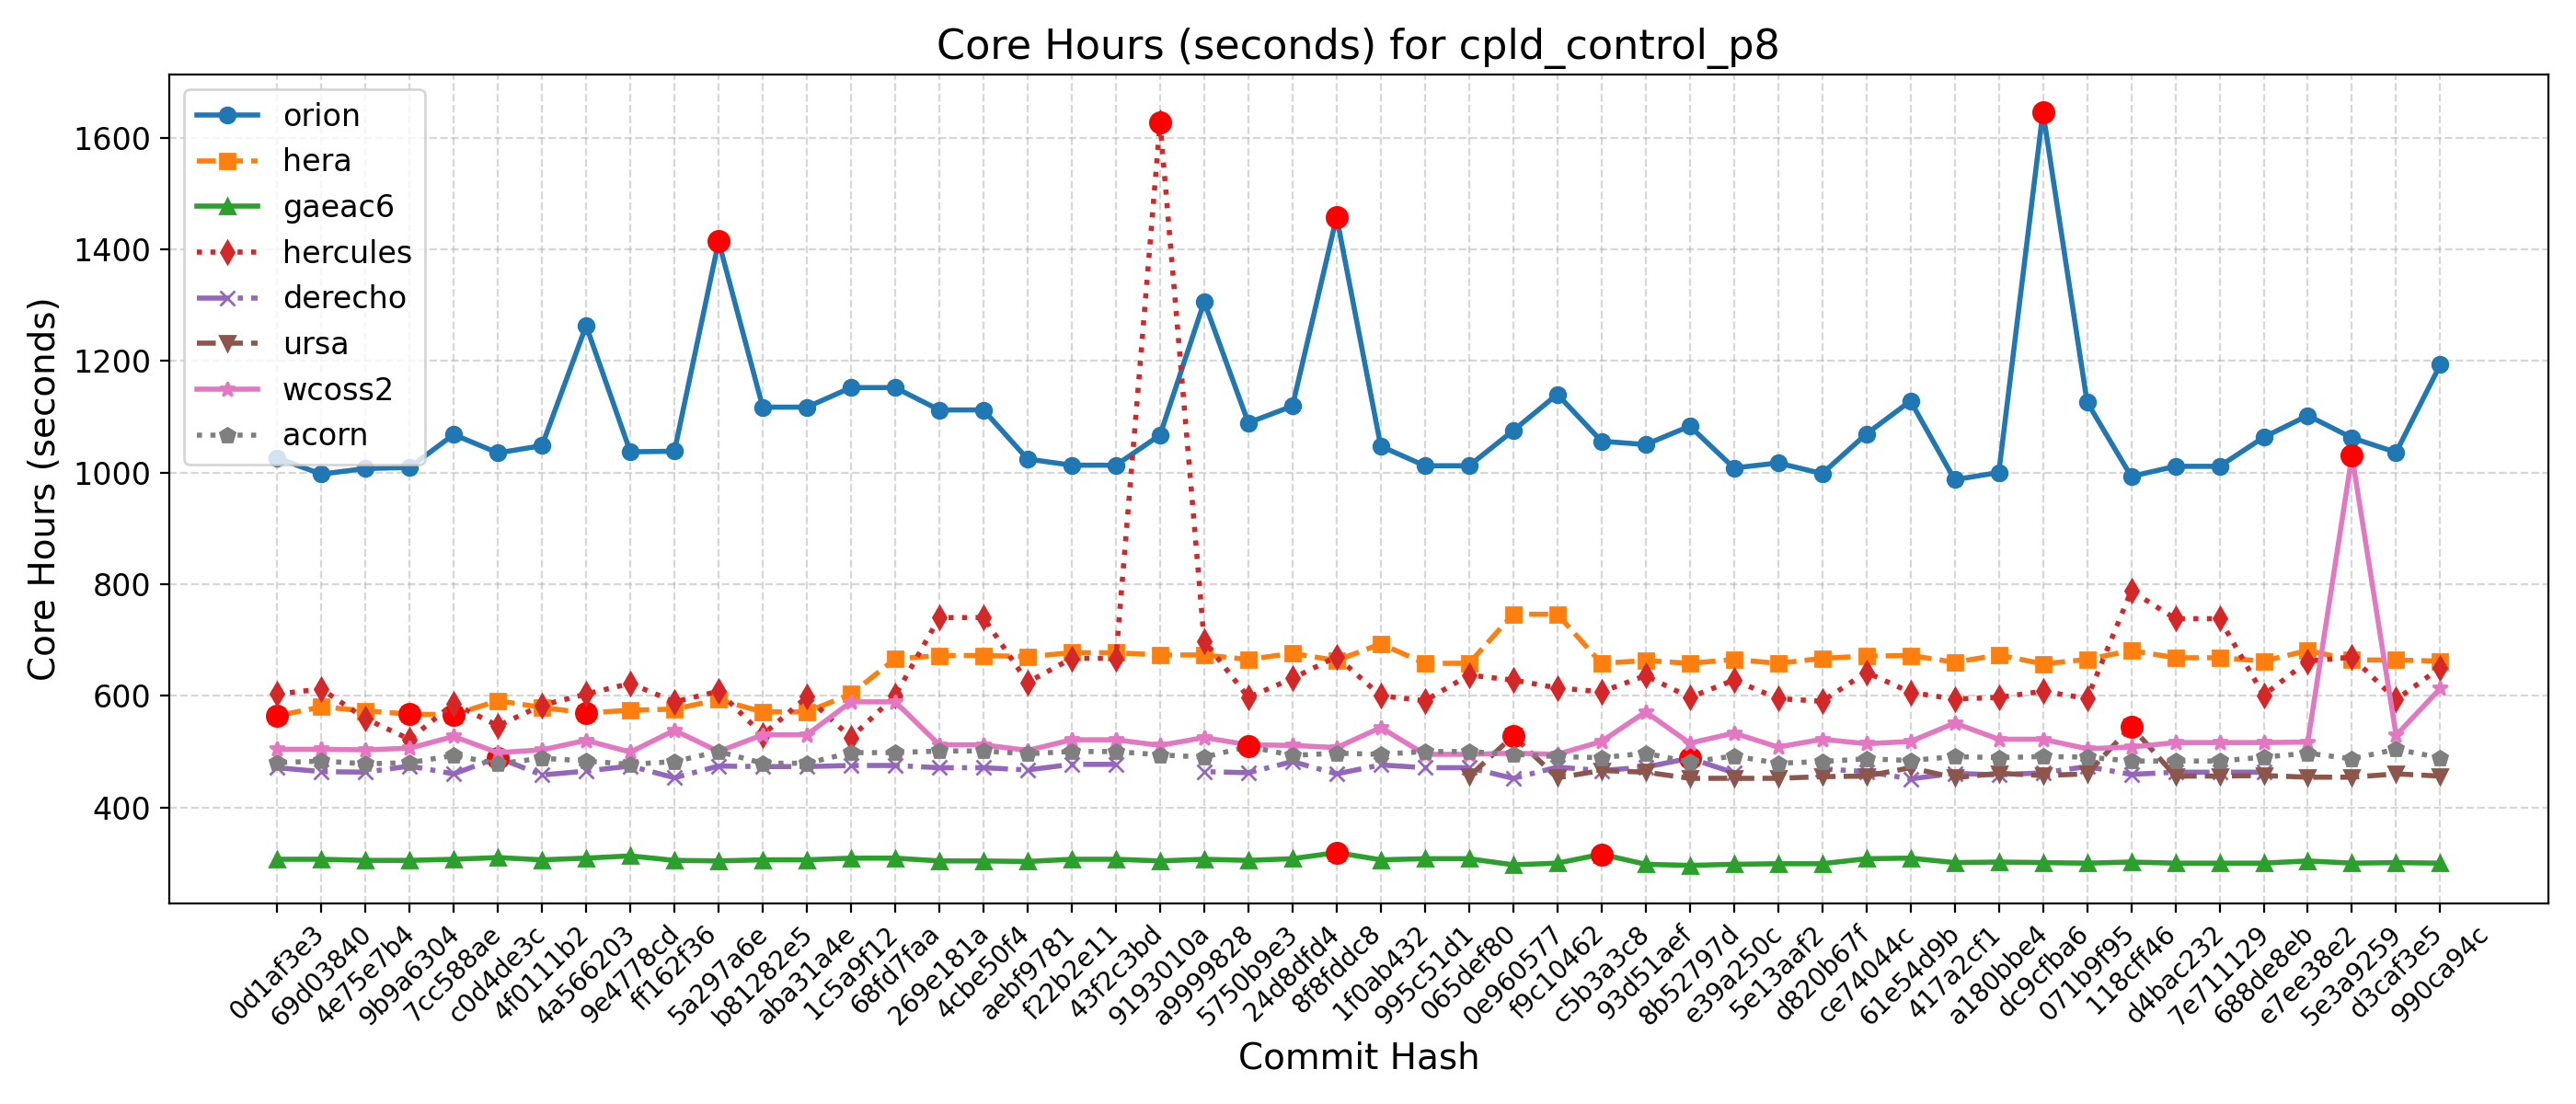 Core Hours (seconds) for cpld_control_p8
Core Hours (seconds)
1600
1400
1200
1000
800
600
400
orion
hera
gaeac6
hercules
derecho
ursa
wcoss2
acorn
0d1af3e3
69d03840
4e75e7b4
9b9a6304
7cc588ae
c0d4de3c
4f0111b2
4a566203
9e4778cd
ff162f36
5a297a6e
b81282e5
aba31a4e
1c5a9f12
68fd7faa
269e181a
4cbe50f4
aebf9781
f22b2e11
43f2c3bd
9193010a
a9999828
5750b9e3
24d8dfd4
8f8fddc8
1f0ab432
995c51d1
065def80
0e960577
f9c10462
c5b3a3c8
93d51aef
8b52797d
e39a250c
5e13aaf2
d820b67f
ce74044c
61e54d9b
417a2cf1
a180bbe4
dc9cfba6
071b9f95
118cff46
d4bac232
7e711129
688de8eb
e7ee38e2
5e3a9259
d3caf3e5
990ca94c
Commit Hash